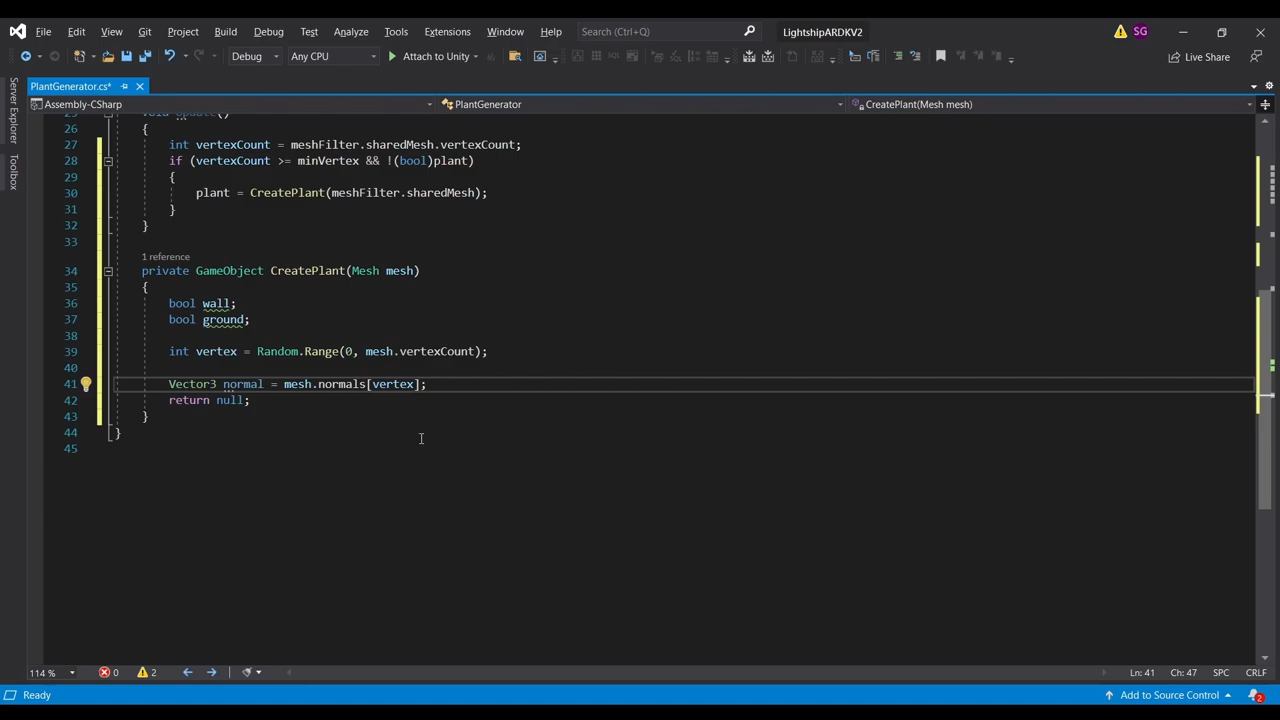 File Edit View Git Project Build Debug Test Analyze Tools Extensions Window Help Search (Ctrl+Q) LightshipARDKV2 SG
Debug Any CPU Attach to Unity Live Share
PlantGenerator.cs*
Assembly-CSharp PlantGenerator CreatePlant(Mesh mesh)
Server Explorer
Toolbox
25 void Update()
26 {
27 int vertexCount = meshFilter.sharedMesh.vertexCount;
28 if (vertexCount >= minVertex && !(bool)plant)
29 {
30 plant = CreatePlant(meshFilter.sharedMesh);
31 }
32 }
33
1 reference
34 private GameObject CreatePlant(Mesh mesh)
35 {
36 bool wall;
37 bool ground;
38
39 int vertex = Random.Range(0, mesh.vertexCount);
40
41 Vector3 normal = mesh.normals[vertex];
42 return null;
43 }
44 }
45
114 % 0 2 Ln: 41 Ch: 47 SPC CRLF
Ready Add to Source Control 2